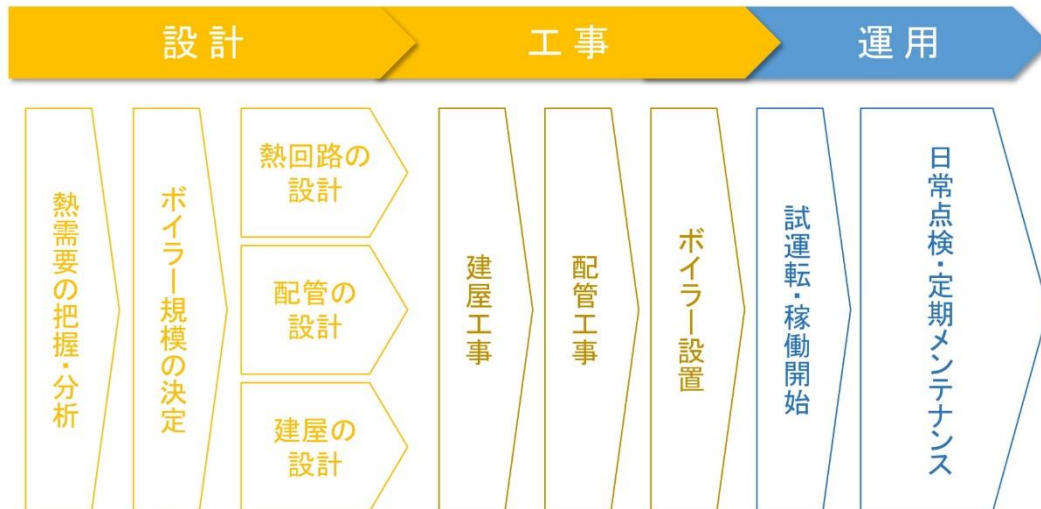 設計
工事
運用
熱需要の把握・分析
ボイラー規模の決定
熱回路の
設計
配管の
設計
建屋の
設計
建屋工事
配管工事
ボイラー設置
試運転・稼働開始
日常点検・定期メンテナンス